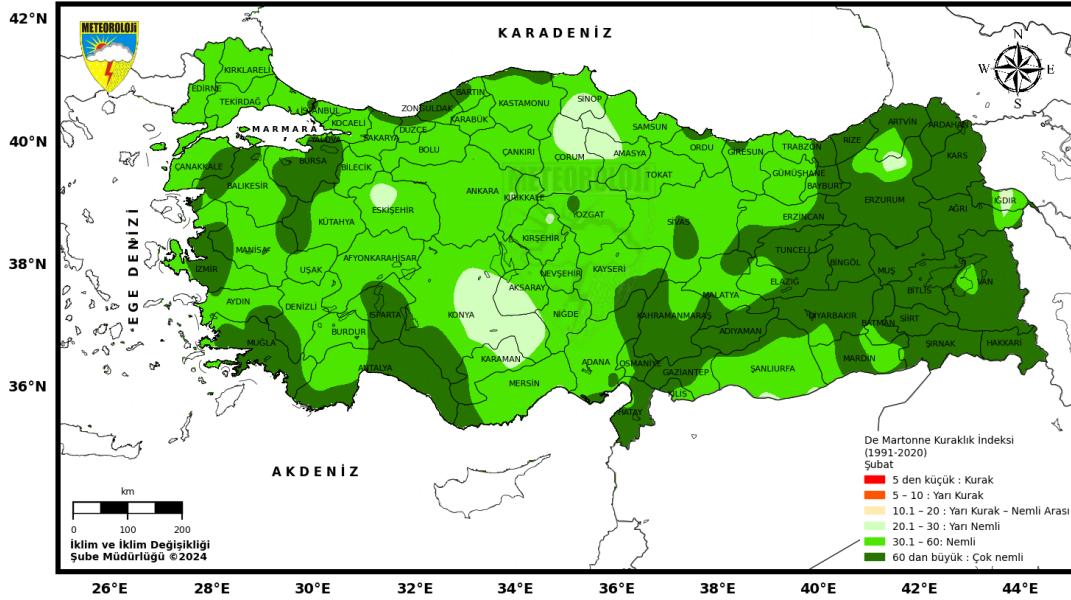 METEOROLOJİ
42°N
40°N
38°N
36°N
KARADENİZ
N
W
E
S
MARMARA
EGE DENİZİ
AKDENİZ
KIRKLARELİ
EDİRNE
TEKİRDAĞ
İSTANBUL
KOCAELİ
YALOVA
SAKARYA
DÜZCE
ZONGULDAK
BARTIN
KARABÜK
KASTAMONU
SİNOP
SAMSUN
ORDU
GİRESUN
TRABZON
RİZE
ARTVİN
ARDAHAN
KARS
ÇANAKKALE
BALIKESİR
BURSA
BİLECİK
BOLU
ÇANKIRI
ÇORUM
AMASYA
TOKAT
GÜMÜŞHANE
BAYBURT
ERZURUM
AĞRI
IĞDIR
KÜTAHYA
ESKİŞEHİR
ANKARA
KIRIKKALE
METEOROLOJİ
YOZGAT
SİVAS
ERZİNCAN
KIRŞEHİR
MANİSA
UŞAK
AFYONKARAHİSAR
İZMİR
NEVŞEHİR
KAYSERİ
TUNCELİ
BİNGÖL
MUŞ
ELAZIĞ
BİTLİS
VAN
AKSARAY
MALATYA
AYDIN
DENİZLİ
ISPARTA
KONYA
NİĞDE
KAHRAMANMARAŞ
ADIYAMAN
DİYARBAKIR
BATMAN
SİİRT
BURDUR
MUĞLA
ANTALYA
KARAMAN
MERSİN
ADANA
OSMANİYE
GAZİANTEP
KİLİS
HATAY
ŞANLIURFA
MARDİN
ŞIRNAK
HAKKARİ
De Martonne Kuraklık İndeksi
(1991-2020)
Şubat
5 den küçük : Kurak
5 – 10 : Yarı Kurak
10.1 – 20 : Yarı Kurak – Nemli Arası
20.1 – 30 : Yarı Nemli
30.1 – 60: Nemli
60 dan büyük : Çok nemli
km
0 100 200
İklim ve İklim Değişikliği
Şube Müdürlüğü ©2024
26°E 28°E 30°E 32°E 34°E 36°E 38°E 40°E 42°E 44°E